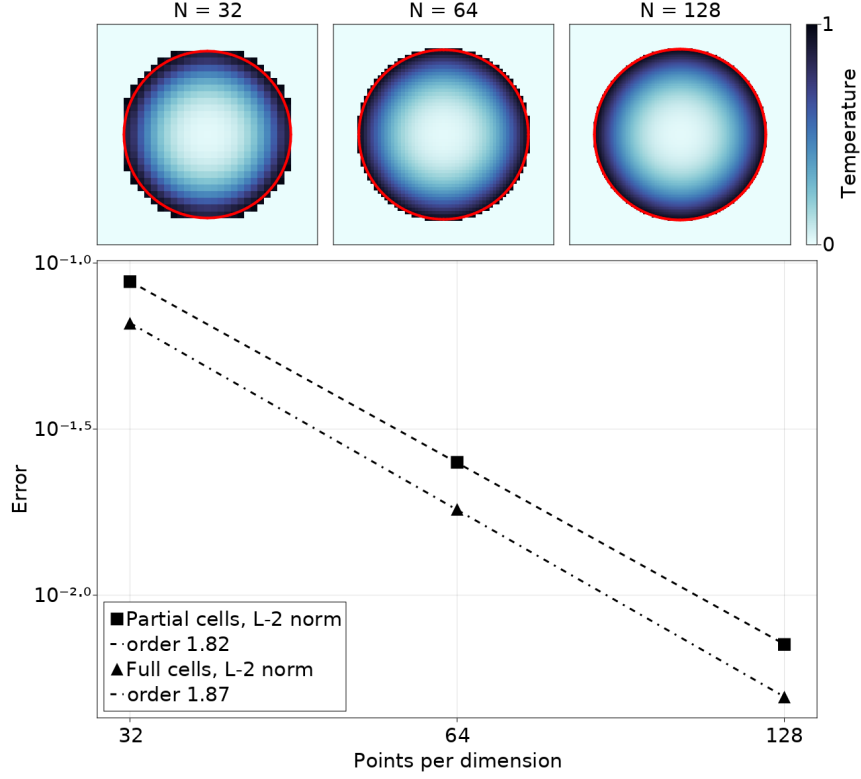 N = 32
N = 64
N = 128
1
0
Temperature
10⁻¹·⁰
10⁻¹·⁵
10⁻²·⁰
Error
Partial cells, L-2 norm
order 1.82
Full cells, L-2 norm
order 1.87
32
64
128
Points per dimension